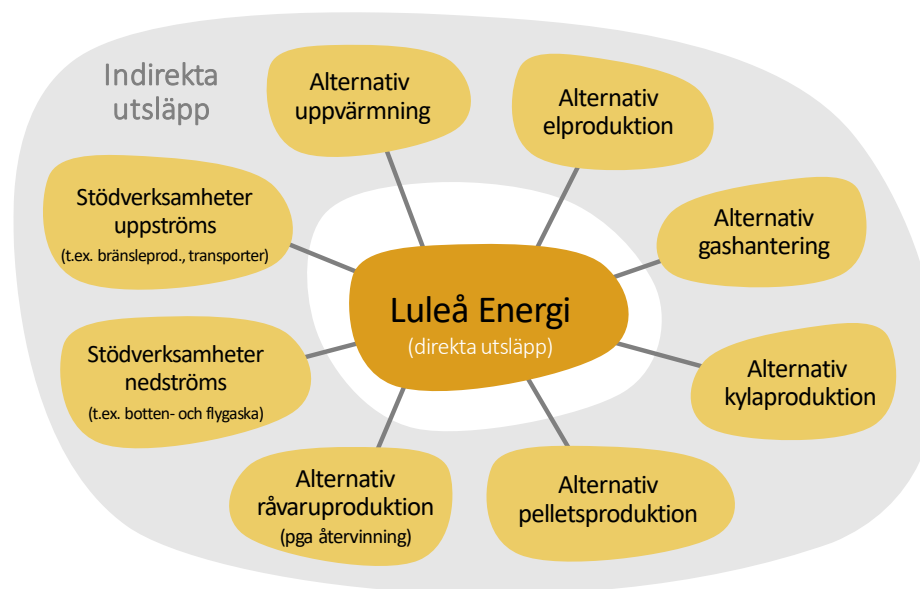 Indirekta
utsläpp
Alternativ
uppvärmning
Alternativ
elproduktion
Stödverksamheter
uppströms
(t.ex. bränsleprod., transporter)
Alternativ
gashantering
Luleå Energi
(direkta utsläpp)
Stödverksamheter
nedströms
(t.ex. botten- och flygaska)
Alternativ
kylaproduktion
Alternativ
råvaruproduktion
(pga återvinning)
Alternativ
pelletsproduktion